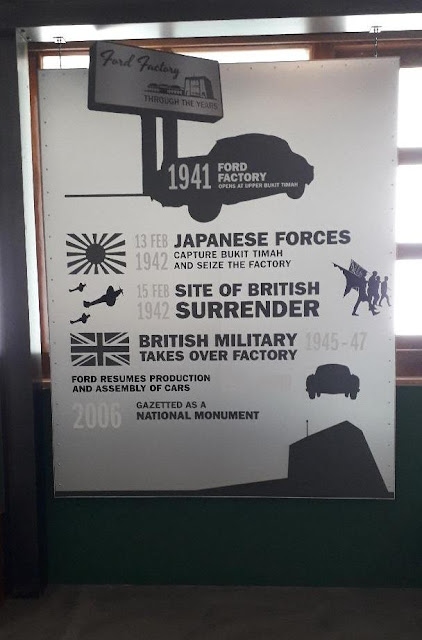 Ford Factory
THROUGH THE YEARS
1941 FORD
FACTORY
OPENS AT UPPER BUKIT TIMAH
13 FEB
1942
JAPANESE FORCES
CAPTURE BUKIT TIMAH
AND SEIZE THE FACTORY
15 FEB
1942
SITE OF BRITISH
SURRENDER
BRITISH MILITARY
TAKES OVER FACTORY
1945-47
FORD RESUMES PRODUCTION
AND ASSEMBLY OF CARS
2006
GAZETTED AS A
NATIONAL MONUMENT